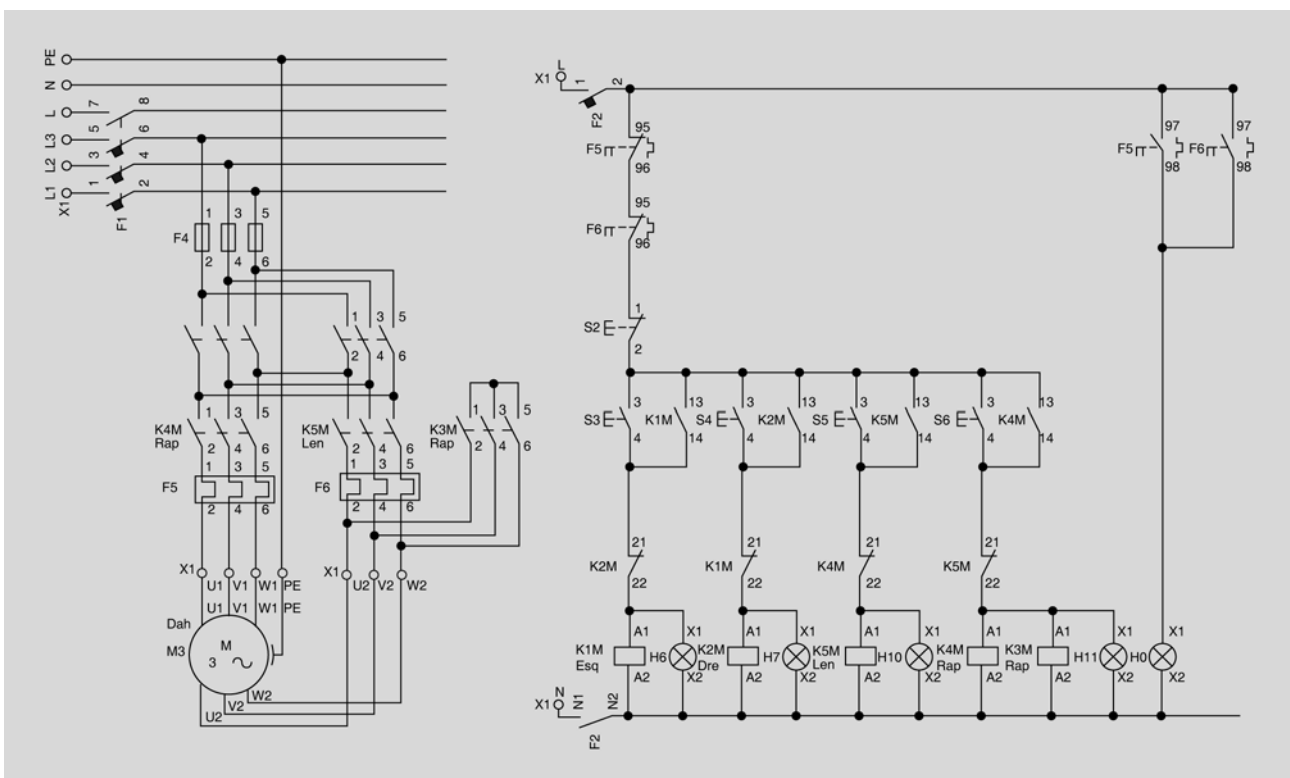 PE
N
L 7 8
L3 5 6
L2 3 4
L1 1 2
X1 F1
1 3 5
F4
2 4 6
1 3 5
2 4 6
K4M
Rap
1 3 5
2 4 6
K5M
Len
2 4 6
K3M
Rap
1 3 5
2 4 6
F5
1 3 5
2 4 6
F6
1 3 5
2 4 6
X1 U1 V1 W1 PE
U1 V1 W1 PE
X1 U2 V2 W2
Dah
M3
M
3
W2
V2
U2
L
X1 1 2
F2
95
F5
96
95
F6
96
97
F5
98
97
F6
98
1
S2
2
3 13 3 13 3 13 3 13
S3 K1M S4 K2M S5 K5M S6 K4M
4 14 4 14 4 14 4 14
21 21 21 21
K2M K1M K4M K5M
22 22 22 22
A1 X1 A1 X1 A1 X1 A1 A1 X1 X1
K1M H6 K2M H7 K5M H10 K4M K3M H11 H0
Esq Dre Len Rap Rap
A2 X2 A2 X2 A2 X2 A2 A2 X2 X2
N
X1 N1 N2
F2